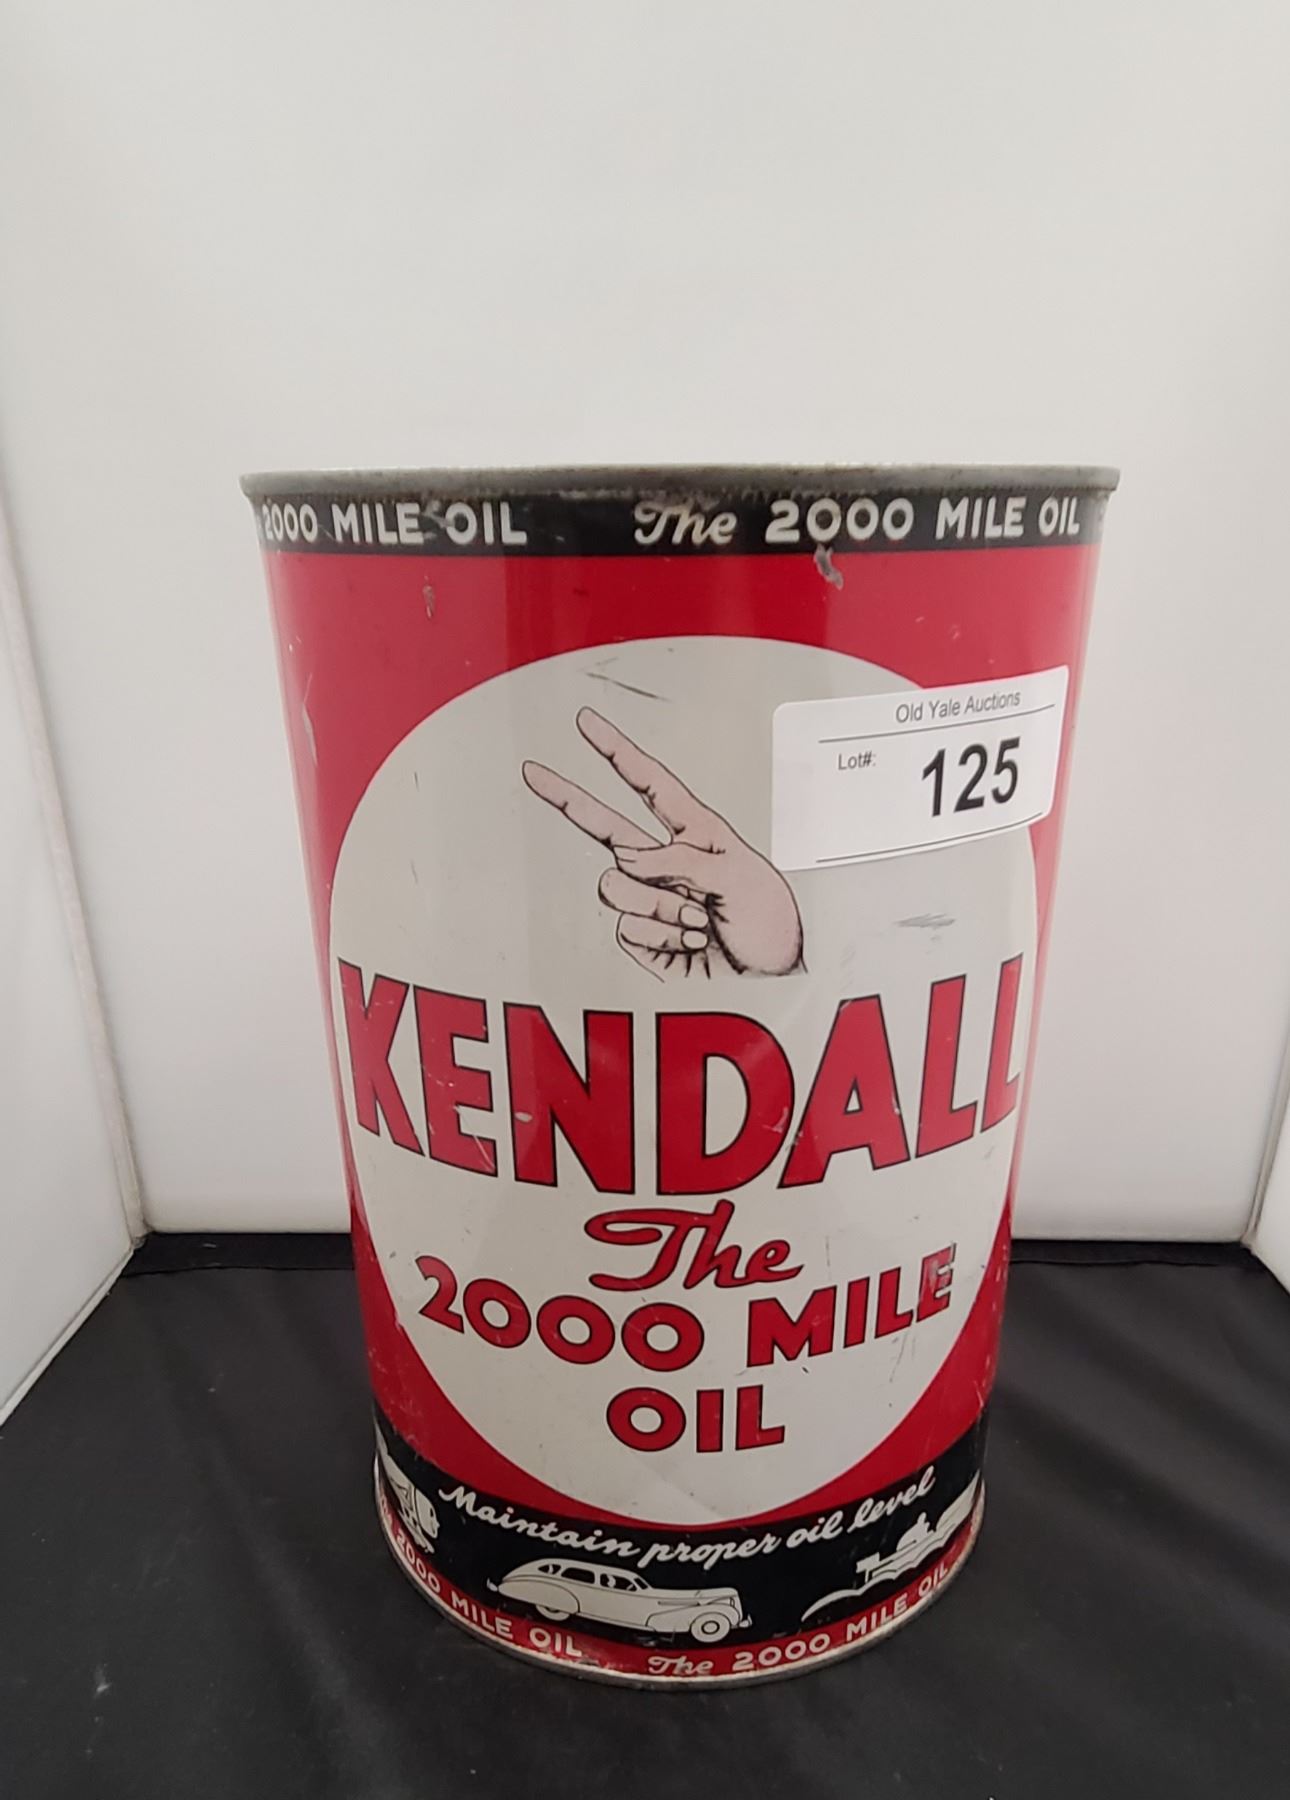 2000 MILE OIL The 2000 MILE OIL
Old Yale Auctions
Lot#: 125
KENDALL
The
2000 MILE
OIL
Maintain proper oil level
2000 MILE OIL The 2000 MILE OIL